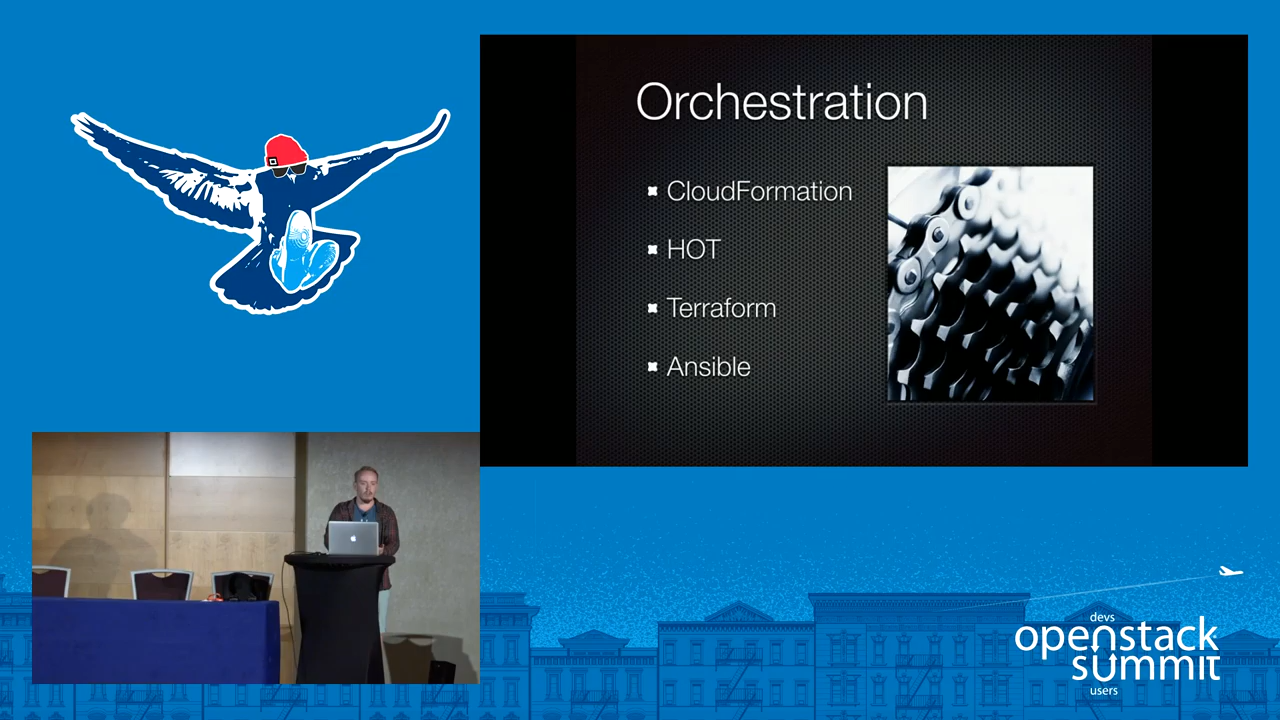 Orchestration
CloudFormation
HOT
Terraform
Ansible
devs
openstack
summit
users